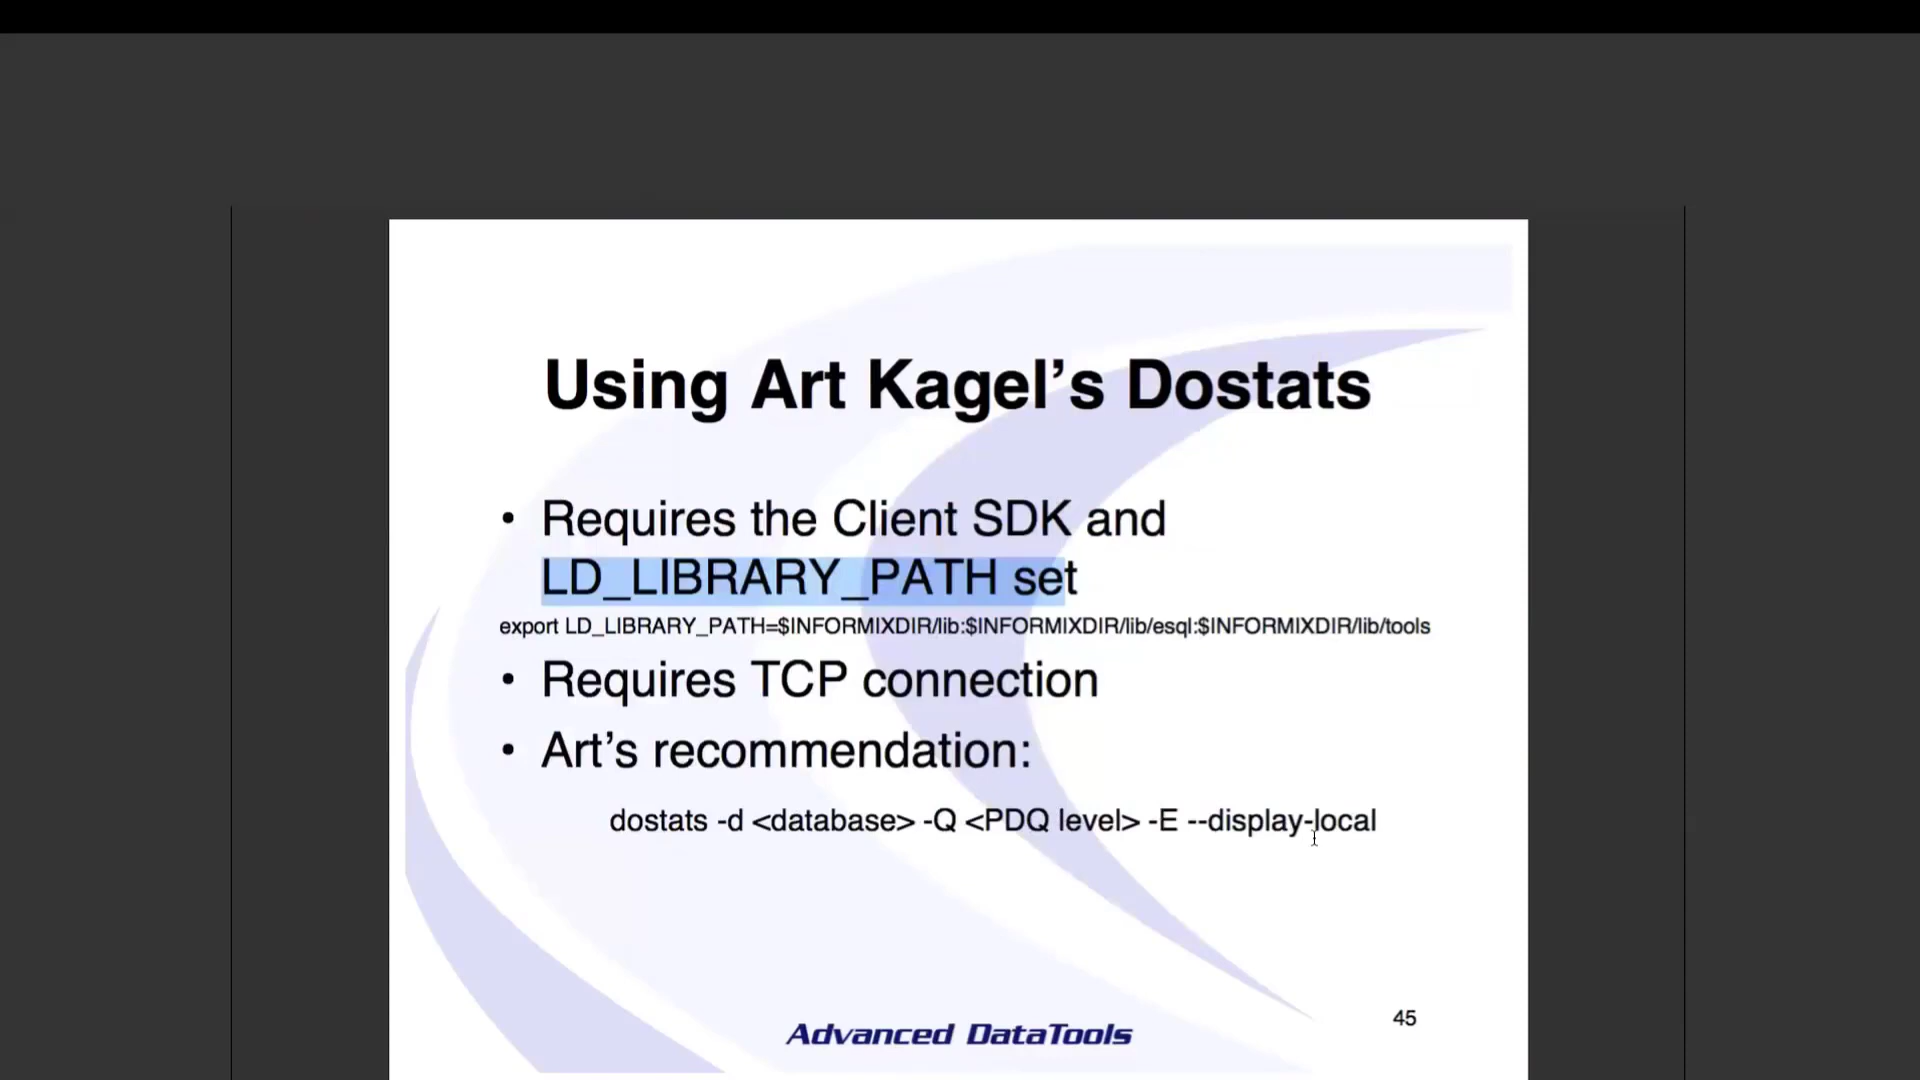 Using Art Kagel’s Dostats
• Requires the Client SDK and
LD_LIBRARY_PATH set
export LD_LIBRARY_PATH=$INFORMIXDIR/lib:$INFORMIXDIR/lib/esql:$INFORMIXDIR/lib/tools
• Requires TCP connection
• Art’s recommendation:
dostats -d <database> -Q <PDQ level> -E --display-local
45
Advanced DataTools